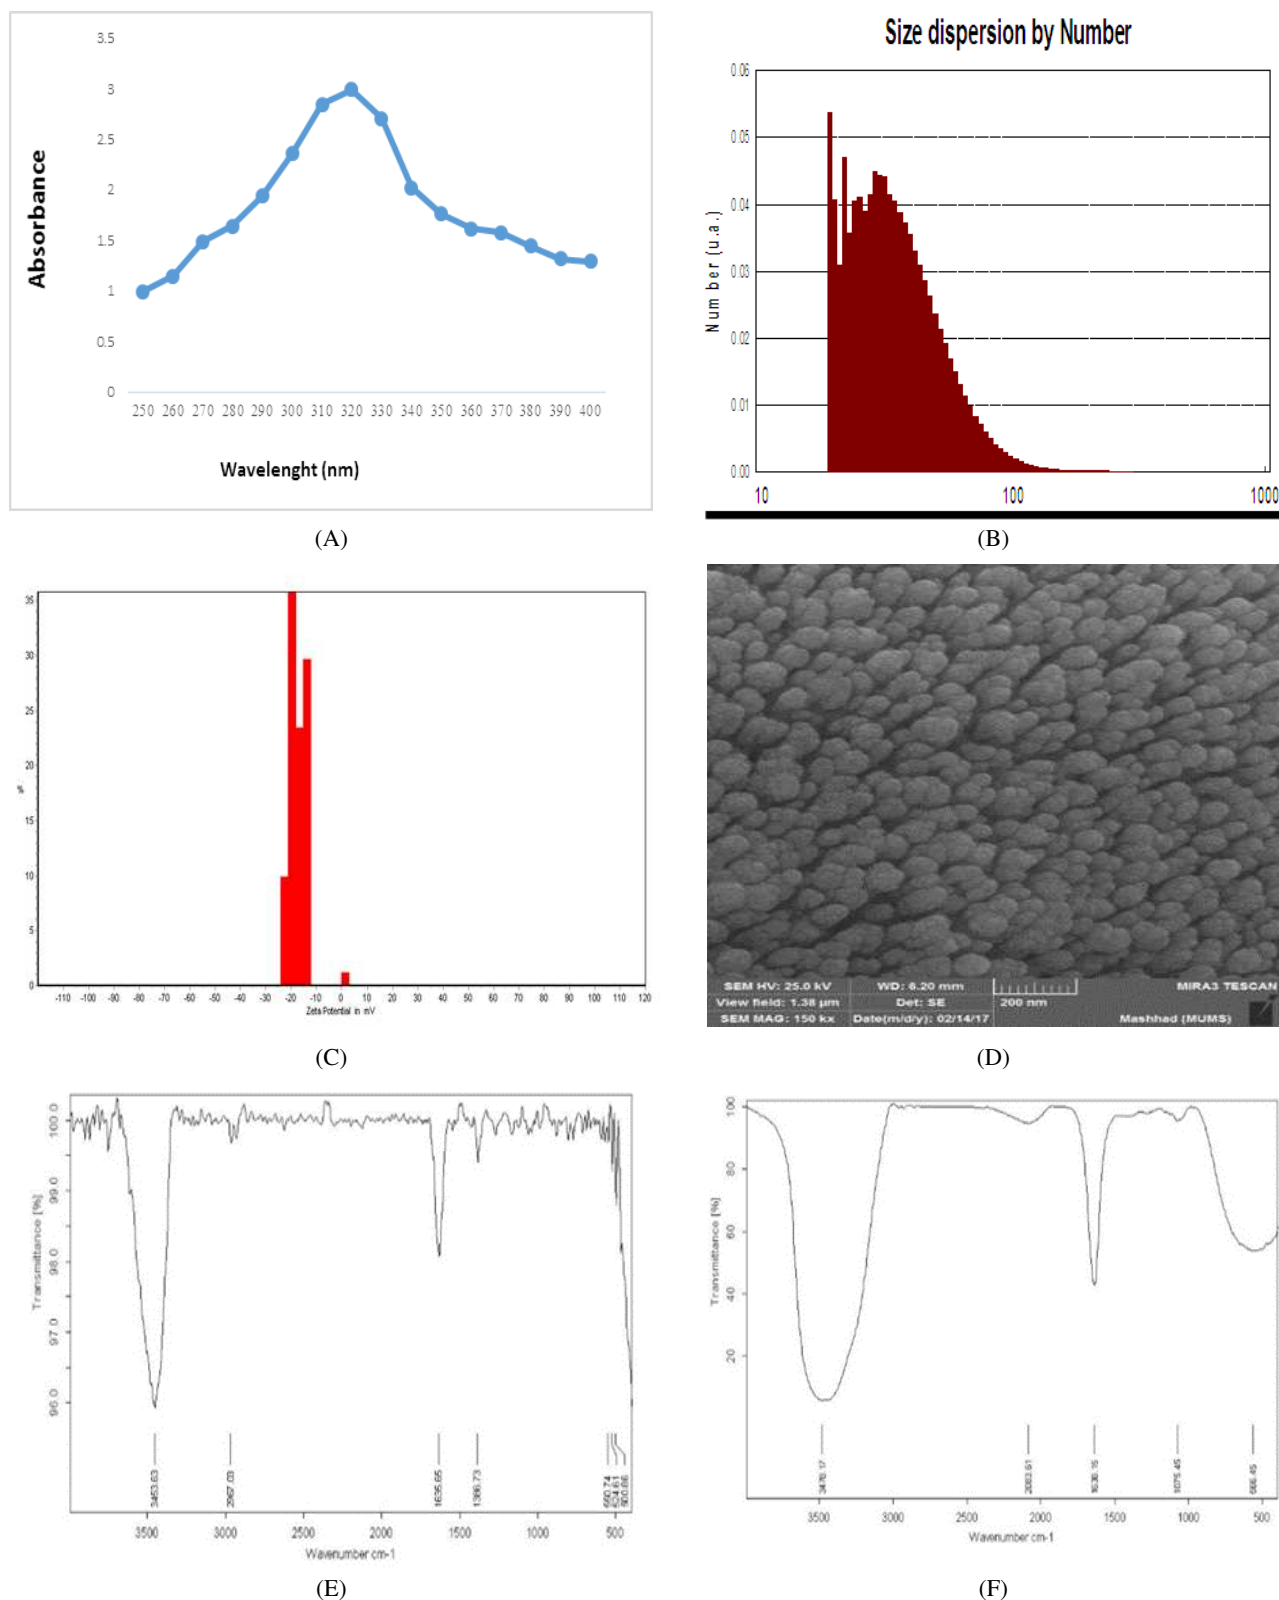 3.5
3
2.5
2
1.5
1
0.5
0
Absorbance
250 260 270 280 290 300 310 320 330 340 350 360 370 380 390 400
Wavelenght (nm)
(A)
Size dispersion by Number
0.06
0.05
0.04
0.03
0.02
0.01
0.00
Number (u.a.)
10 100 1000
(B)
35
30
25
20
15
10
5
0
-110 -100 -90 -80 -70 -60 -50 -40 -30 -20 -10 0 10 20 30 40 50 60 70 80 90 100 110 120
Zeta Potential in mV
(C)
SEM HV: 25.0 kV WD: 6.20 mm MIRA3 TESCAN
View field: 1.38 µm Det: SE 200 nm
SEM MAG: 150 kx Date(m/d/y): 02/14/17 Mashhad (MUMS)
(D)
100.0
99.0
98.0
97.0
96.0
Transmittance [%]
3453.63
2967.03
1635.65
1386.73
550.74
524.61
500.86
3500 3000 2500 2000 1500 1000 500
Wavenumber cm-1
(E)
100
80
60
40
20
Transmittance [%]
3478.17
2083.61
1075.45
3500 3000 2500 2000 1500 1000 500
Wavenumber cm-1
(F)